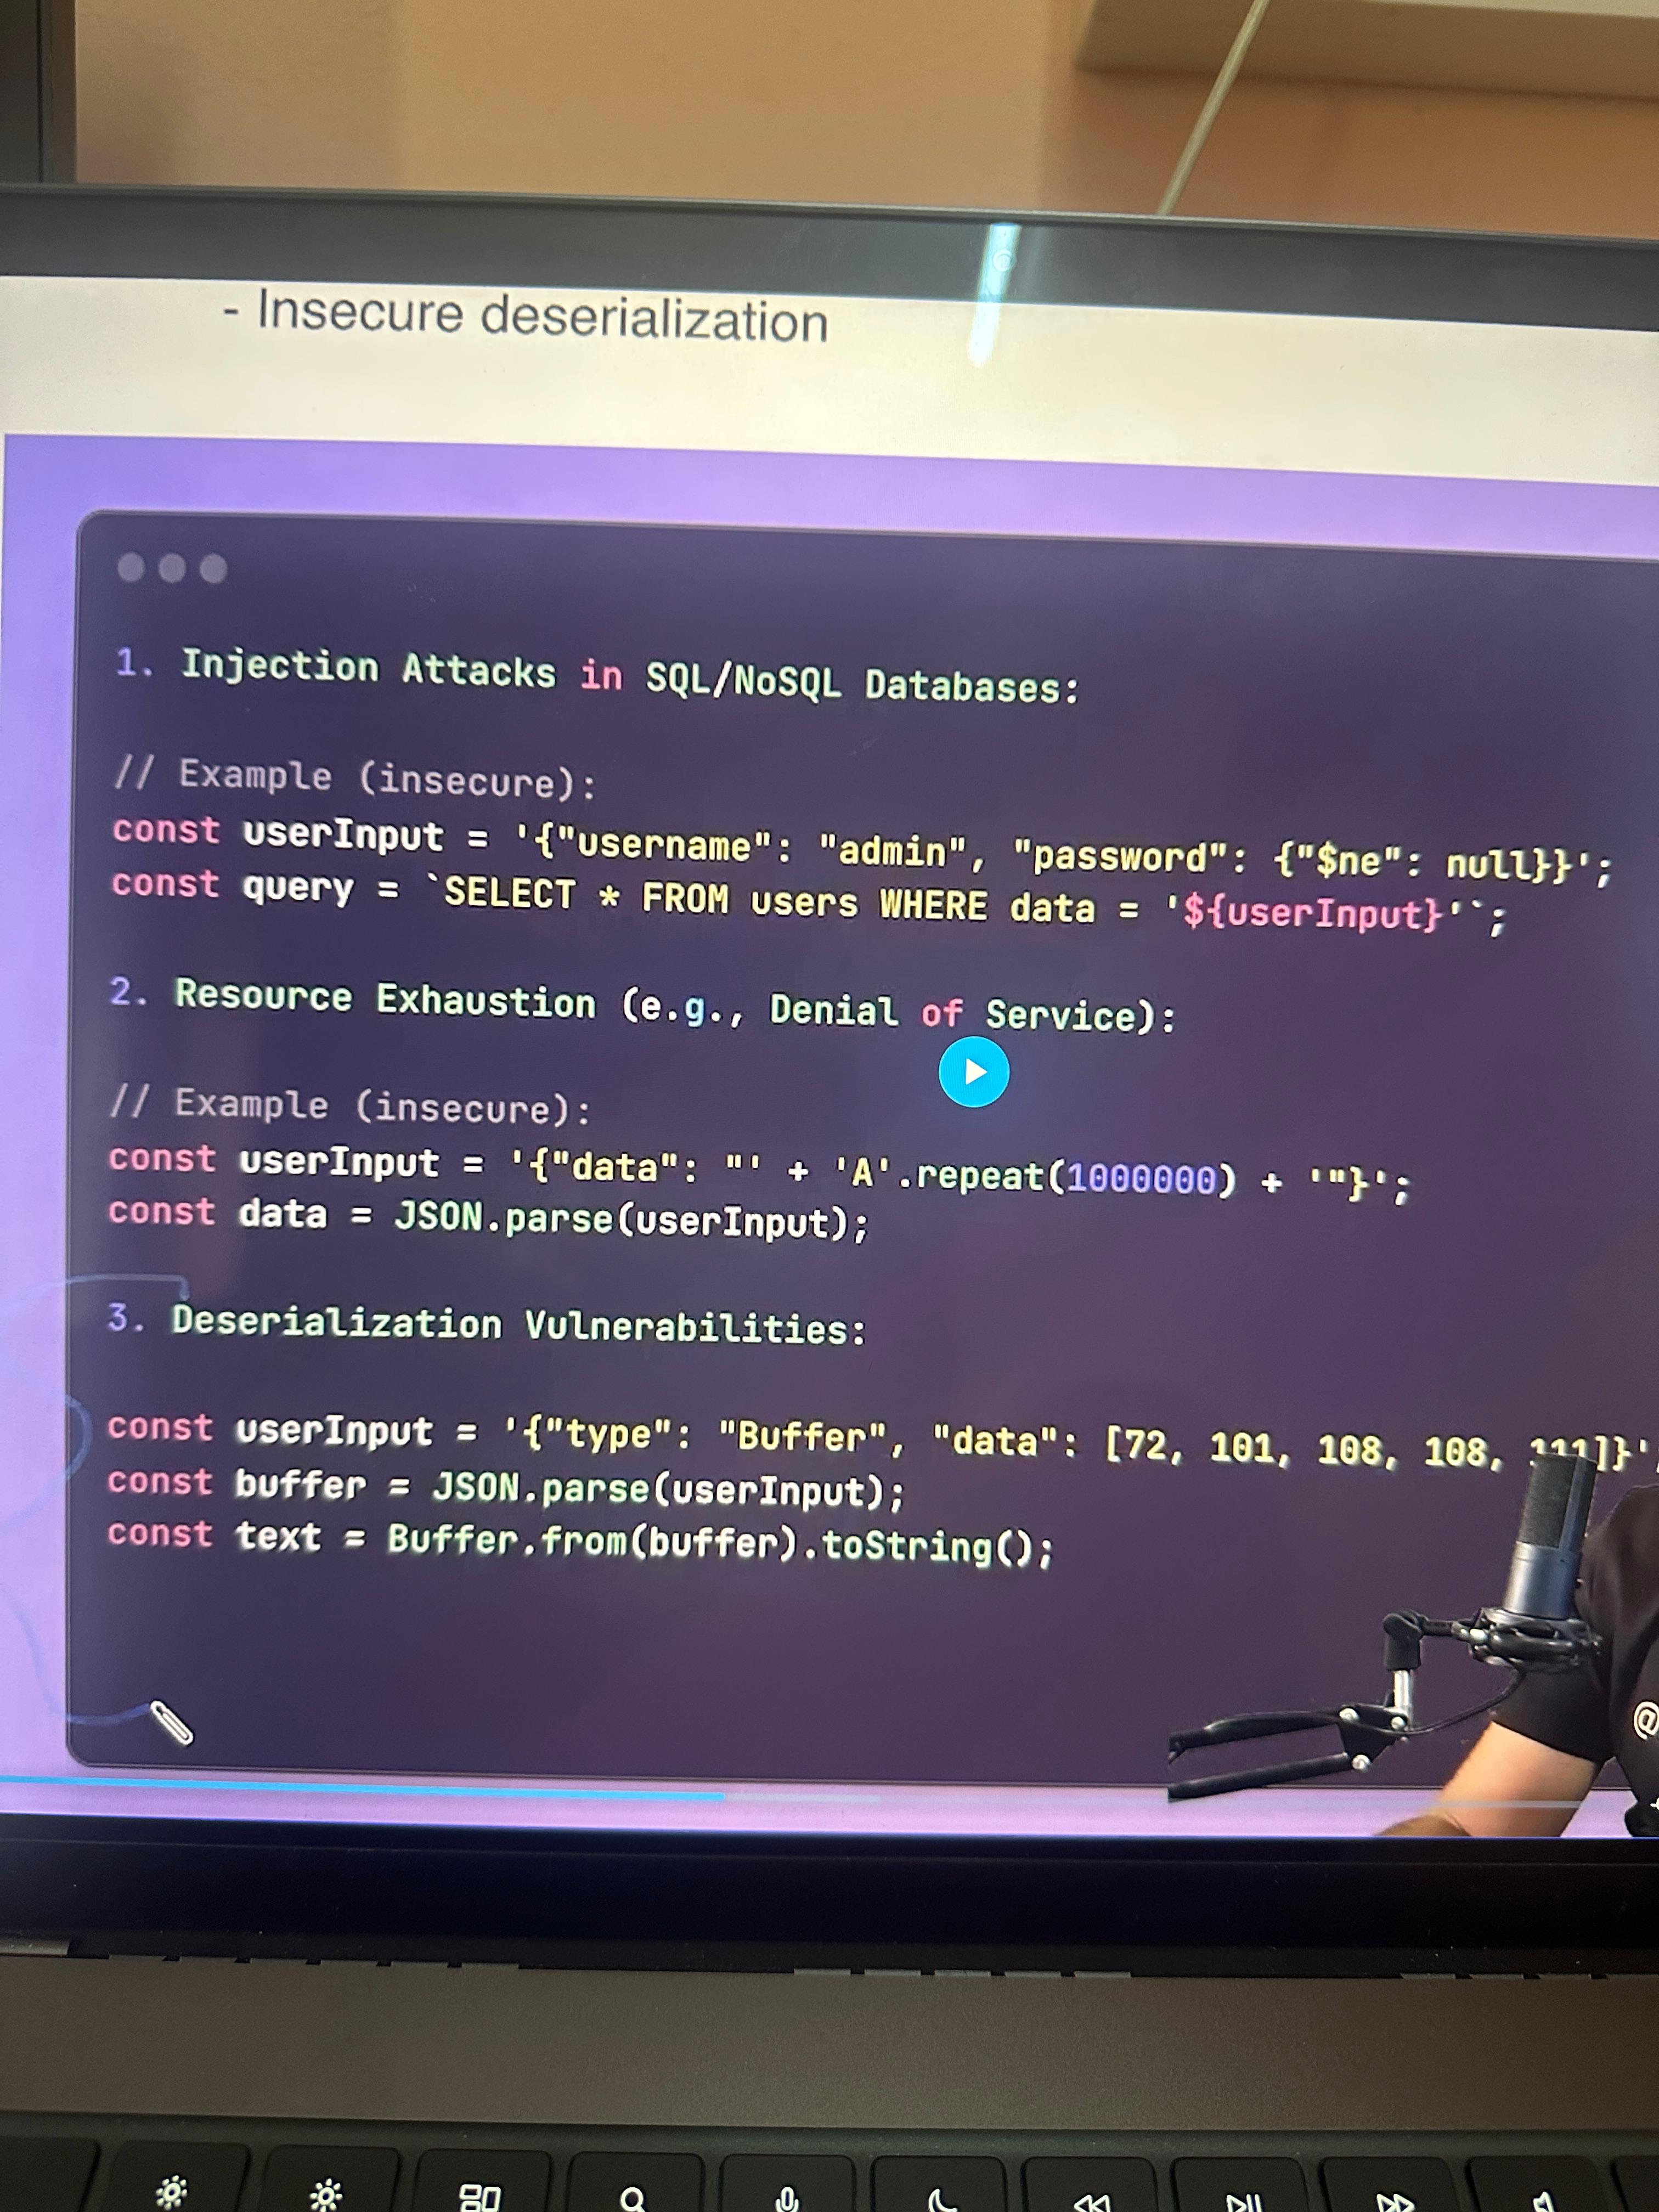 - Insecure deserialization
1. Injection Attacks in SQL/NoSQL Databases:
// Example (insecure):
const userInput = '{"username": "admin", "password": {"$ne": null}}';
const query = `SELECT * FROM users WHERE data = '${userInput}'`;
2. Resource Exhaustion (e.g., Denial of Service):
// Example (insecure):
const userInput = '{"data": "' + 'A'.repeat(1000000) + '"}';
const data = JSON.parse(userInput);
3. Deserialization Vulnerabilities:
const userInput = '{"type": "Buffer", "data": [72, 101, 108, 108, 111]}';
const buffer = JSON.parse(userInput);
const text = Buffer.from(buffer).toString();
@